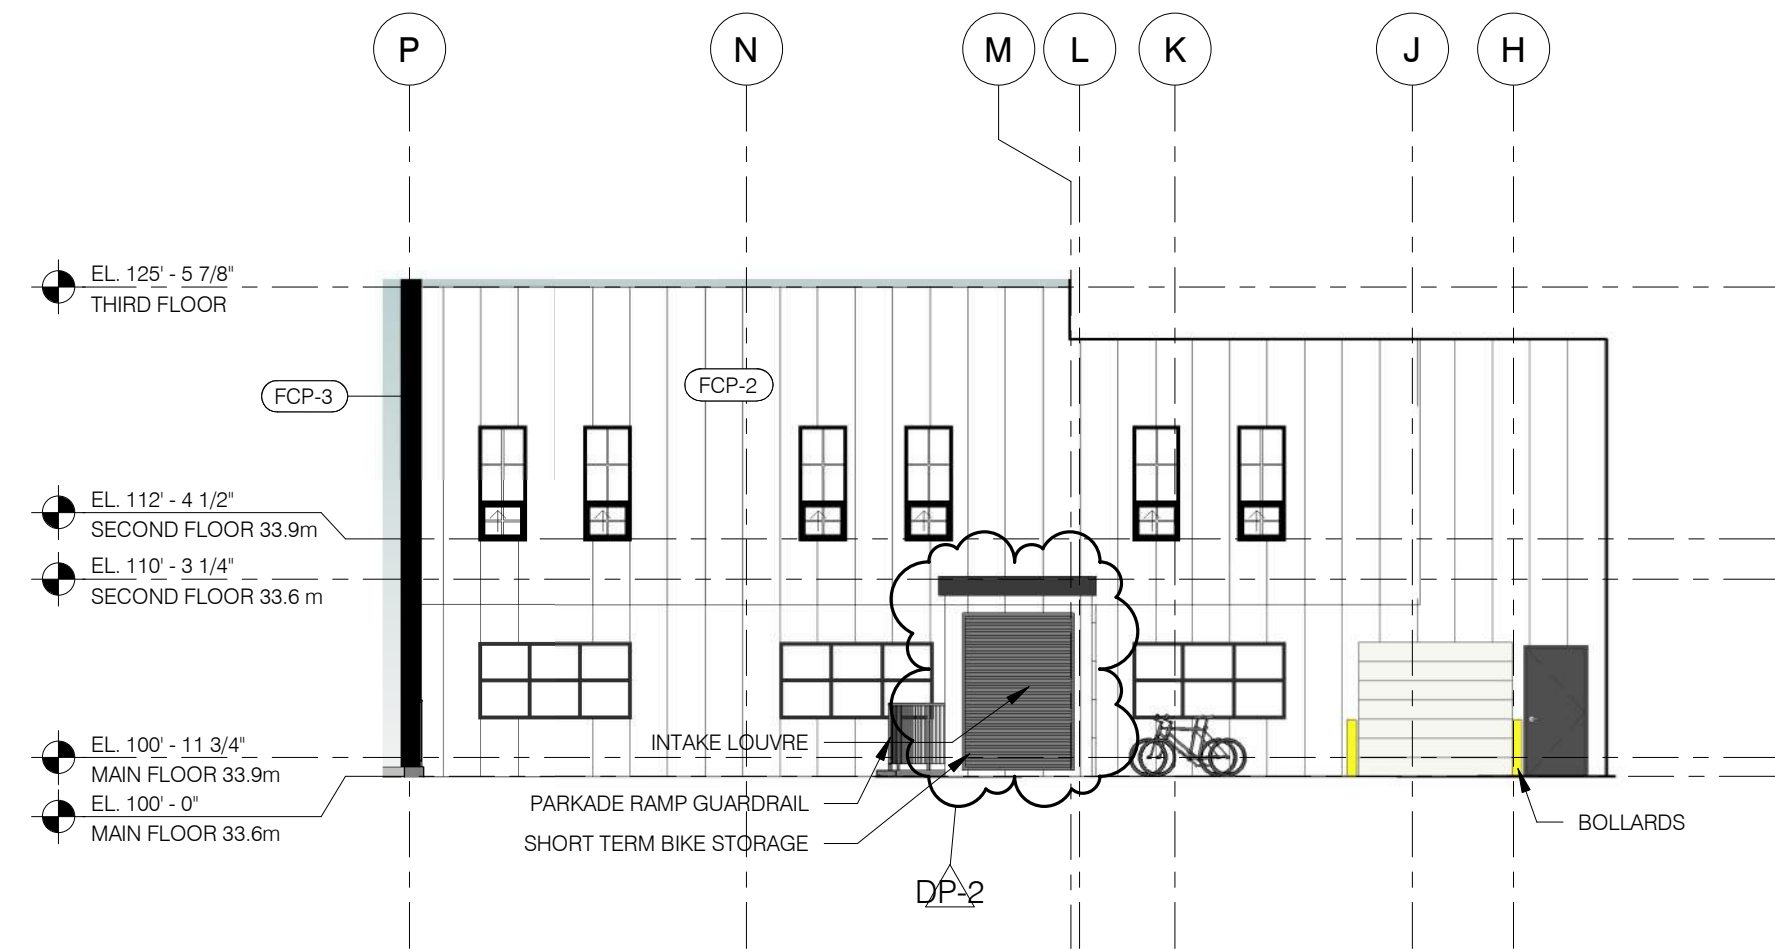 P N M L K J H
EL. 125' - 5 7/8"
THIRD FLOOR
FCP-3
FCP-2
EL. 112' - 4 1/2"
SECOND FLOOR 33.9m
EL. 110' - 3 1/4"
SECOND FLOOR 33.6 m
EL. 100' - 11 3/4"
MAIN FLOOR 33.9m
EL. 100' - 0"
MAIN FLOOR 33.6m
INTAKE LOUVRE
PARKADE RAMP GUARDRAIL
SHORT TERM BIKE STORAGE
BOLLARDS
DP-2